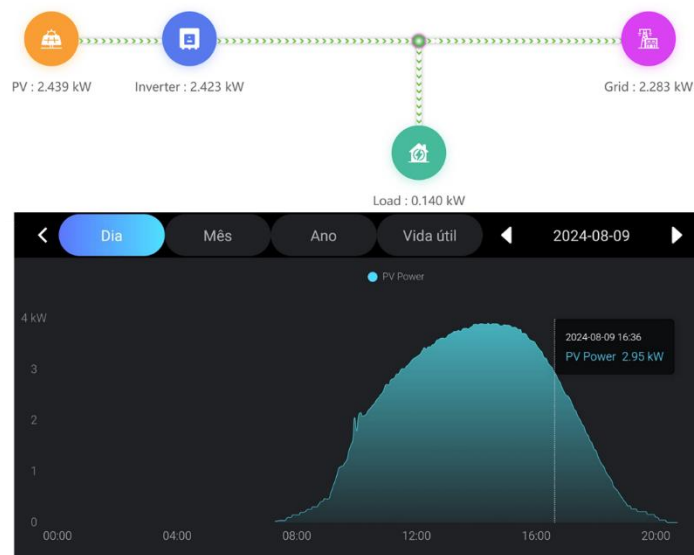 PV : 2.439 kW
Inverter : 2.423 kW
Grid : 2.283 kW
Load : 0.140 kW
Dia
Mês
Ano
Vida útil
2024-08-09
PV Power
4 kW
2024-08-09 16:36
PV Power 2.95 kW
3
2
1
0
00:00
04:00
08:00
12:00
16:00
20:00